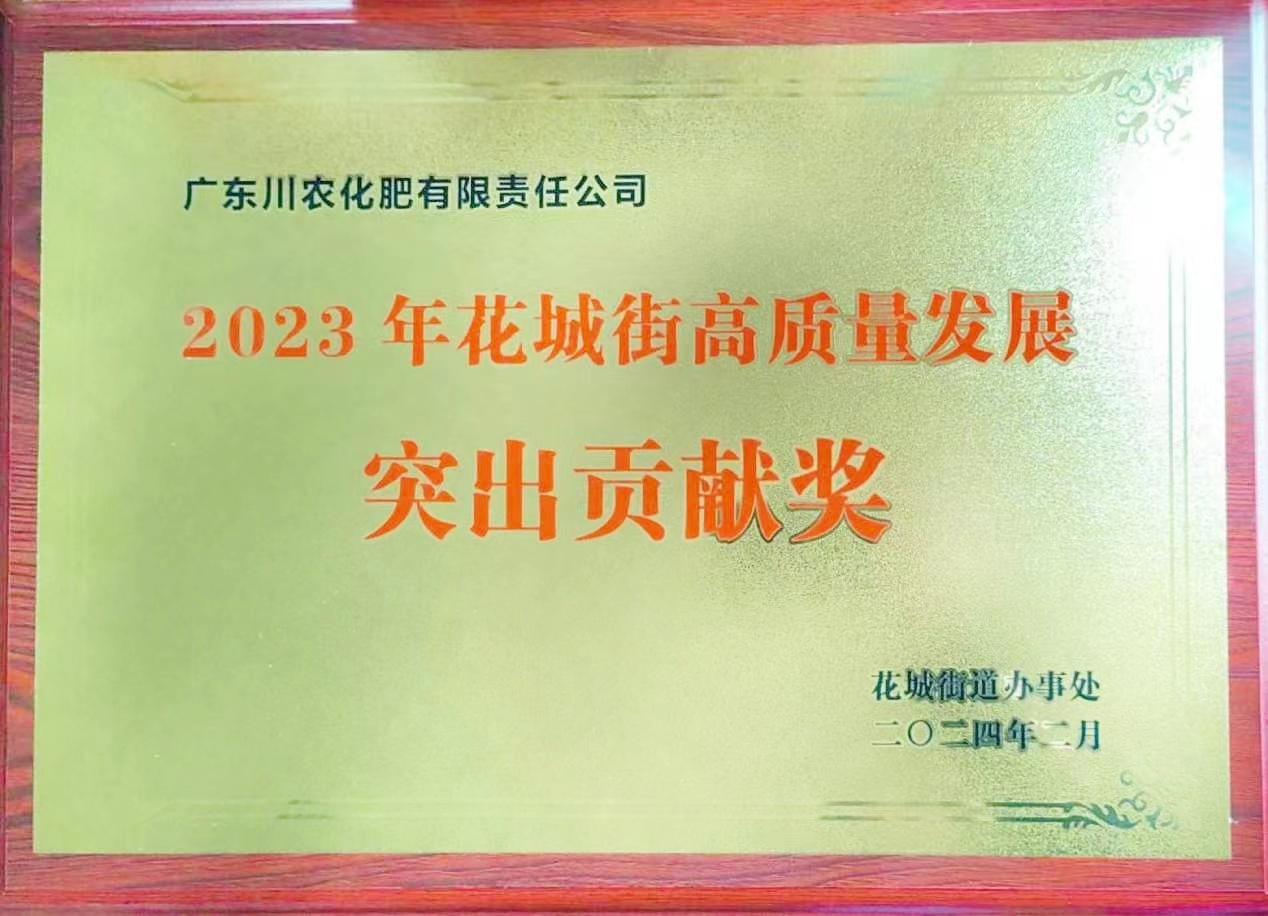 广东川农化肥有限责任公司
2023 年花城街高质量发展
突出贡献奖
花城街道办事处
二〇二四年二月